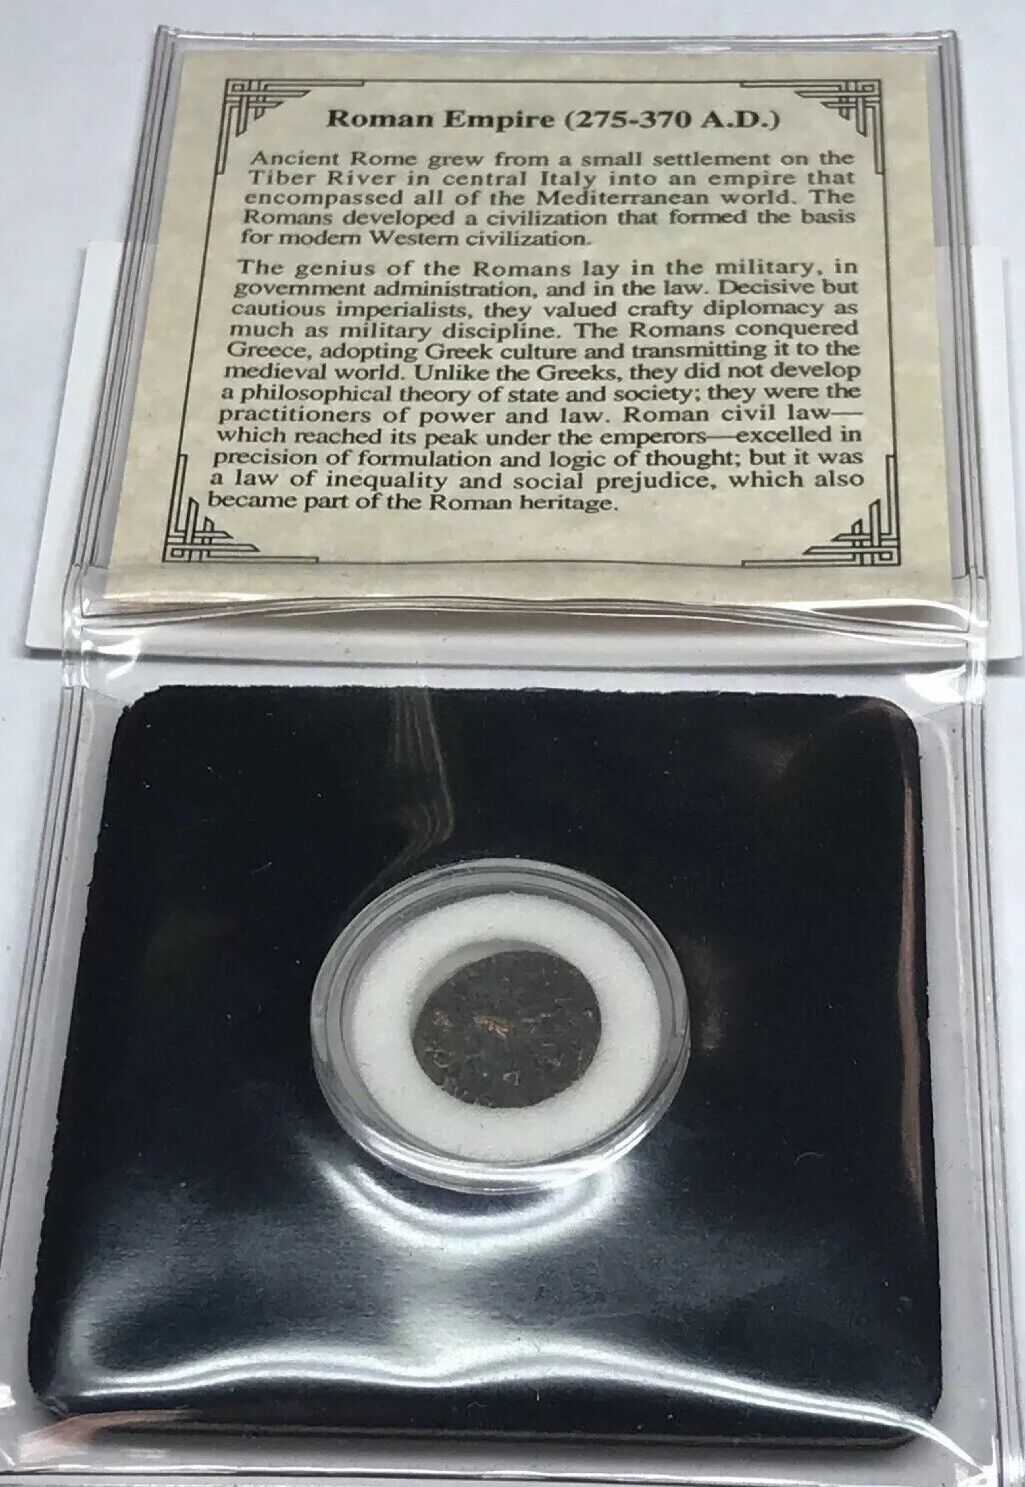 Roman Empire (275-370 A.D.)
Ancient Rome grew from a small settlement on the
Tiber River in central Italy into an empire that
encompassed all of the Mediterranean world. The
Romans developed a civilization that formed the basis
for modern Western civilization.
The genius of the Romans lay in the military, in
government administration, and in the law. Decisive but
cautious imperialists, they valued crafty diplomacy as
much as military discipline. The Romans conquered
Greece, adopting Greek culture and transmitting it to the
medieval world. Unlike the Greeks, they did not develop
a philosophical theory of state and society; they were the
practitioners of power and law. Roman civil law—
which reached its peak under the emperors—excelled in
precision of formulation and logic of thought; but it was
a law of inequality and social prejudice, which also
became part of the Roman heritage.